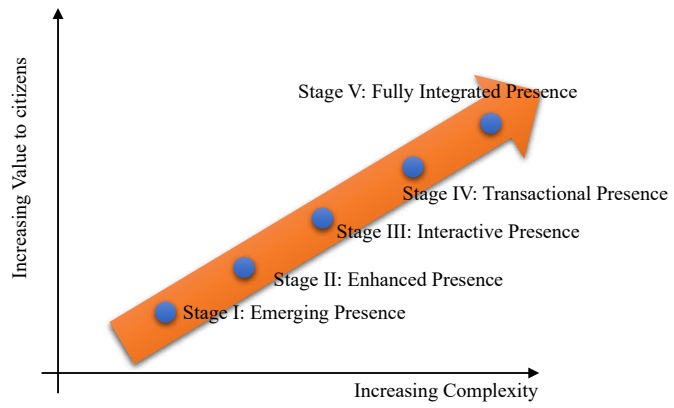 Increasing Value to citizens
Stage V: Fully Integrated Presence
Stage IV: Transactional Presence
Stage III: Interactive Presence
Stage II: Enhanced Presence
Stage I: Emerging Presence
Increasing Complexity